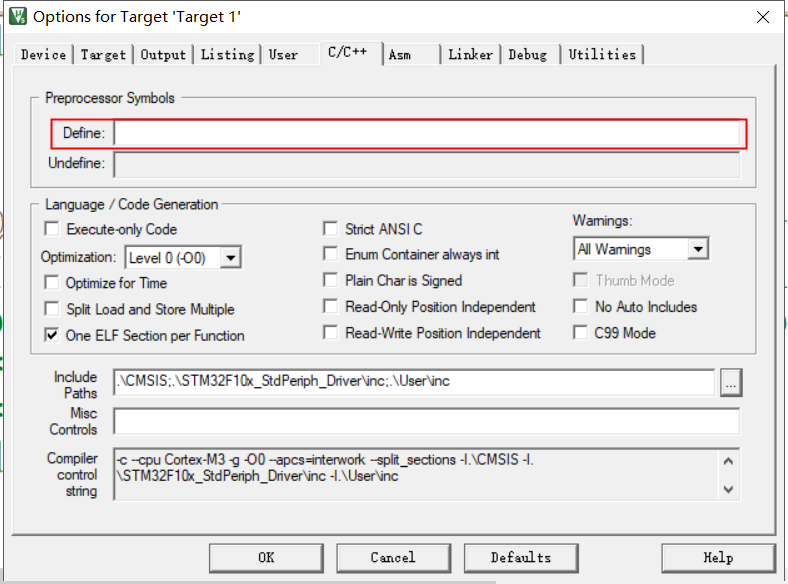 Options for Target 'Target 1'
Device Target Output Listing User C/C++ Asm Linker Debug Utilities
Preprocessor Symbols
Define:
Undefine:
Language / Code Generation
Execute-only Code
Strict ANSI C
Warnings:
Optimization: Level 0 (-O0)
Enum Container always int
All Warnings
Optimize for Time
Plain Char is Signed
Thumb Mode
Split Load and Store Multiple
Read-Only Position Independent
No Auto Includes
One ELF Section per Function
Read-Write Position Independent
C99 Mode
Include
Paths
.\CMSIS;.\STM32F10x_StdPeriph_Driver\inc;.\User\inc
...
Misc
Controls
Compiler
control
string
-c --cpu Cortex-M3 -g -O0 --apcs=interwork --split_sections -I.\CMSIS -I.
\STM32F10x_StdPeriph_Driver\inc -I.\User\inc
OK Cancel Defaults Help